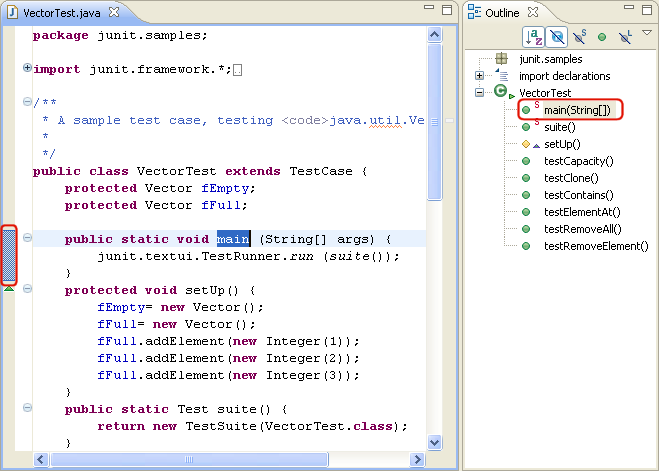 VectorTest.java
package junit.samples;
import junit.framework.*;
/**
* A sample test case, testing <code>java.util.Ve
*
*/
public class VectorTest extends TestCase {
protected Vector fEmpty;
protected Vector fFull;
public static void main (String[] args) {
junit.textui.TestRunner.run (suite());
}
protected void setUp() {
fEmpty= new Vector();
fFull= new Vector();
fFull.addElement(new Integer(1));
fFull.addElement(new Integer(2));
fFull.addElement(new Integer(3));
}
public static Test suite() {
return new TestSuite(VectorTest.class);
}
Outline
junit.samples
import declarations
VectorTest
main(String[])
suite()
setUp()
testCapacity()
testClone()
testContains()
testElementAt()
testRemoveAll()
testRemoveElement()